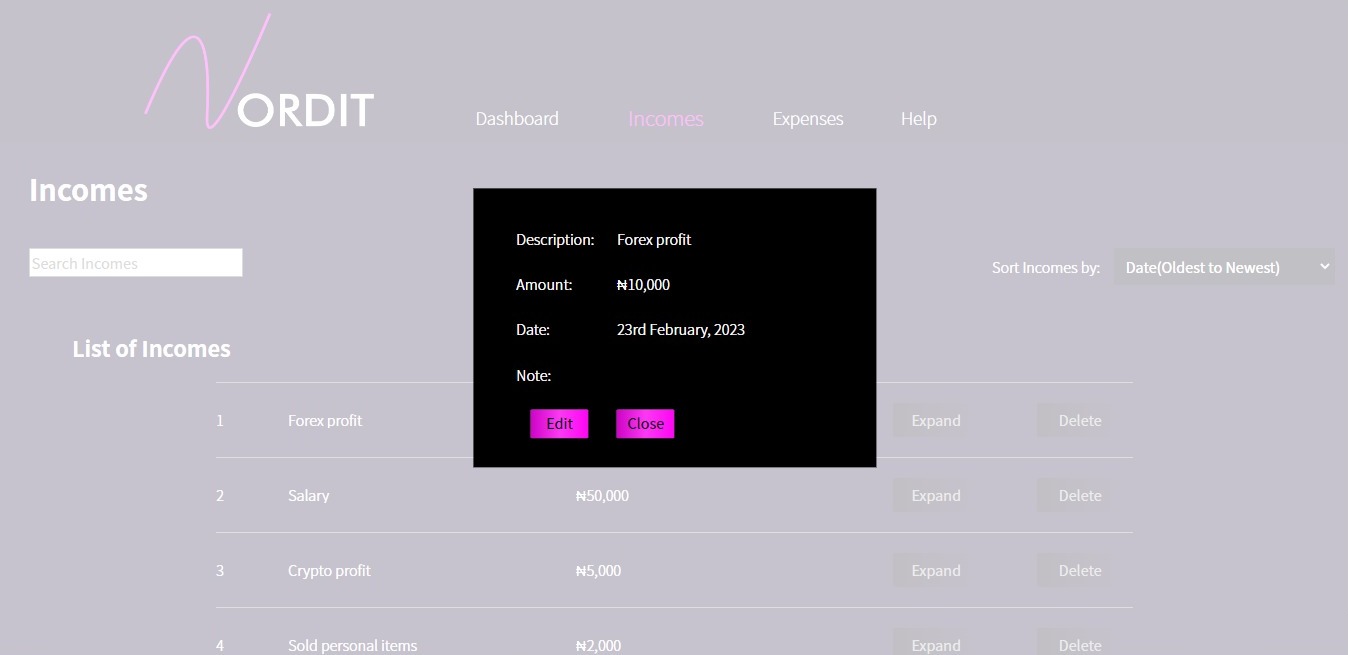 NORDIT
Dashboard Incomes Expenses Help
Incomes
Search Incomes
Sort Incomes by: Date(Oldest to Newest)
List of Incomes
Description: Forex profit
Amount: ₦10,000
Date: 23rd February, 2023
Note:
Edit Close
1 Forex profit Expand Delete
2 Salary ₦50,000 Expand Delete
3 Crypto profit ₦5,000 Expand Delete
4 Sold personal items ₦2,000 Expand Delete